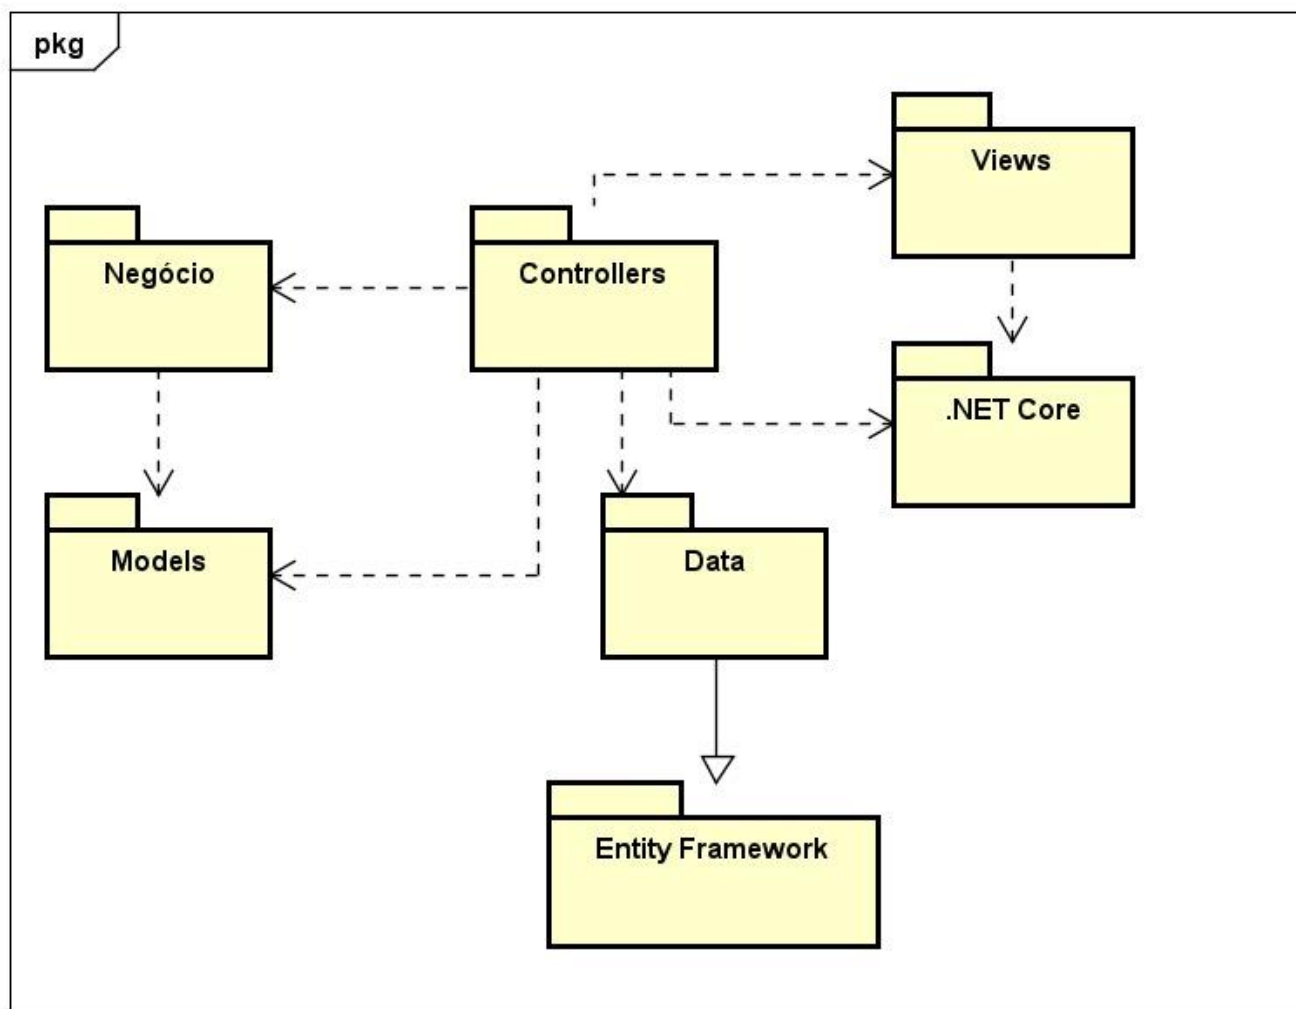 pkg
Views
Negócio
Controllers
.NET Core
Models
Data
Entity Framework